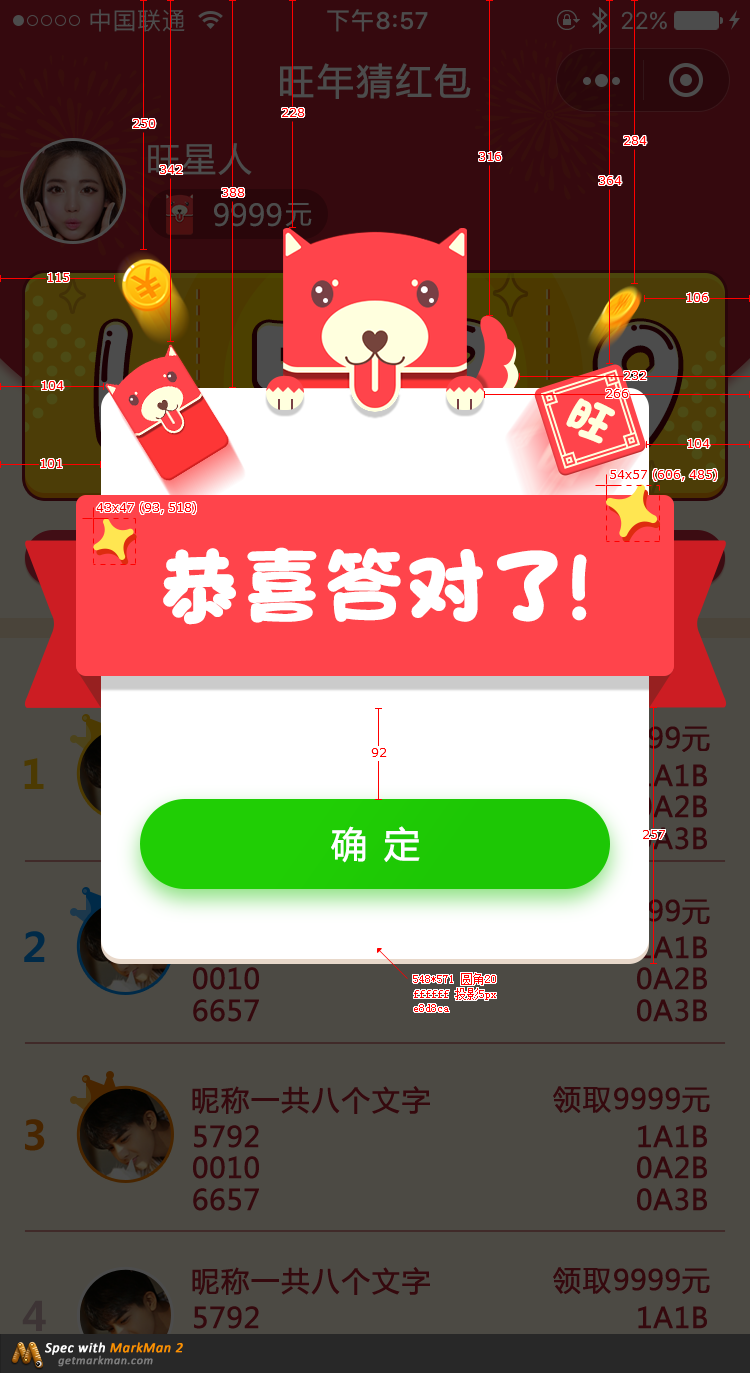 中国联通 下午8:57 22%
旺年猜红包
250
228
284
316
342
364
388
旺星人
9999元
115
106
104
232
266
旺
104
101
54x57 (606, 485)
43x47 (93, 518)
恭喜答对了!
92
1
99元
1A1B
0A2B
0A3B
确 定
257
2
99元
1A1B
0010 0A2B
6657 0A3B
548*571 圆角20
ffffff 投影5px
e8d8ca
3
昵称一共八个文字 领取9999元
5792 1A1B
0010 0A2B
6657 0A3B
4
昵称一共八个文字 领取9999元
5792 1A1B
Spec with MarkMan 2
getmarkman.com